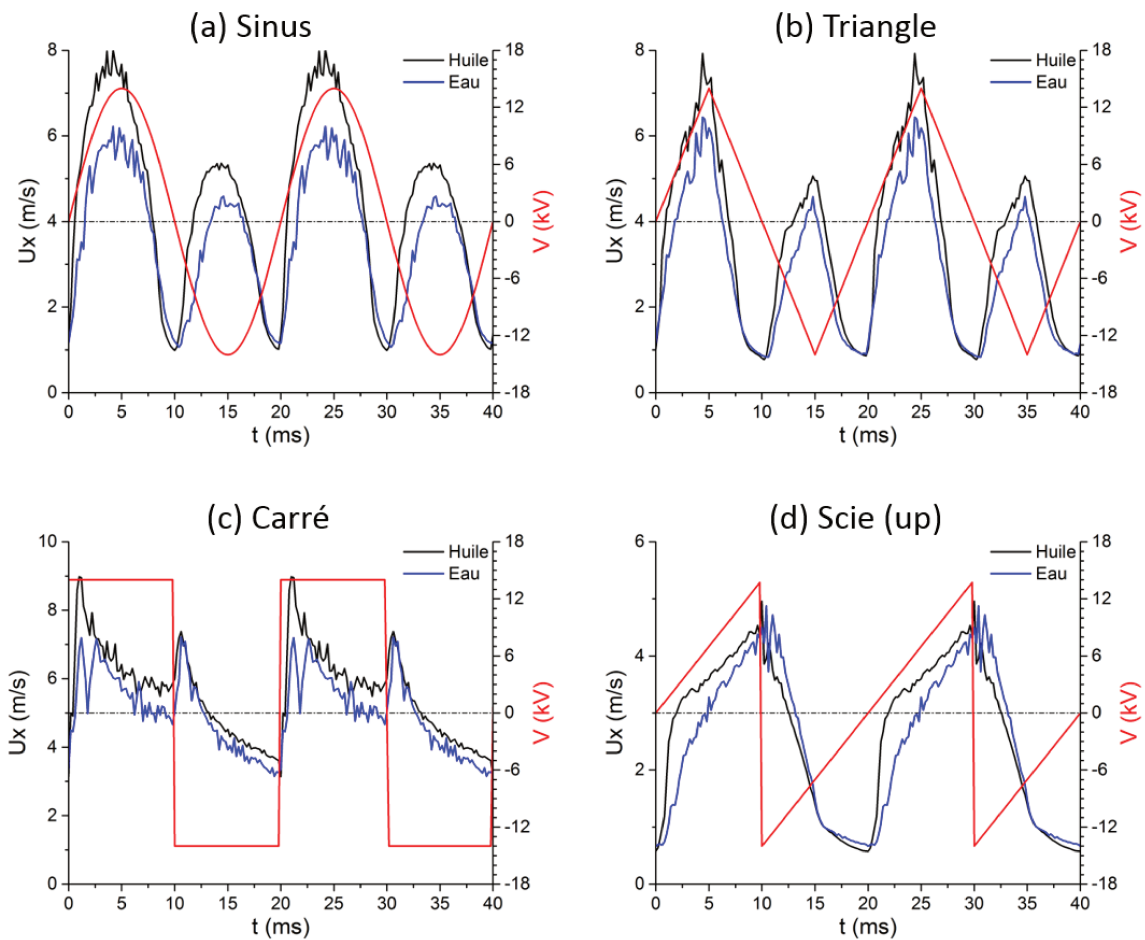 (a) Sinus
8
6
4
2
0
Ux (m/s)
0 5 10 15 20 25 30 35 40
t (ms)
18
12
6
0
-6
-12
-18
V (kV)
Huile
Eau
(b) Triangle
8
6
4
2
0
Ux (m/s)
0 5 10 15 20 25 30 35 40
t (ms)
18
12
6
0
-6
-12
-18
V (kV)
Huile
Eau
(c) Carré
10
8
6
4
2
0
Ux (m/s)
0 5 10 15 20 25 30 35 40
t (ms)
18
12
6
0
-6
-12
-18
V (kV)
Huile
Eau
(d) Scie (up)
6
4
2
0
Ux (m/s)
0 5 10 15 20 25 30 35 40
t (ms)
18
12
6
0
-6
-12
-18
V (kV)
Huile
Eau